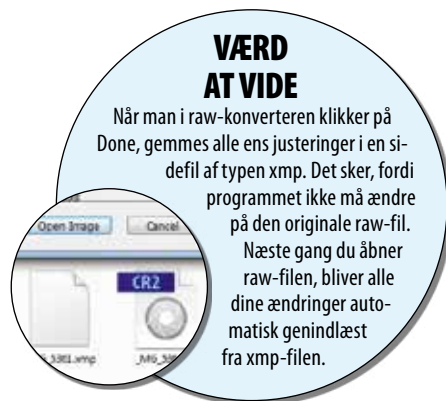 VÆRD
AT VIDE
Når man i raw-konverteren klikker på
Done, gemmes alle ens justeringer i en si-
defil af typen xmp. Det sker, fordi
programmet ikke må ændre
på den originale raw-fil.
Næste gang du åbner
raw-filen, bliver alle
dine ændringer auto-
matisk genindlæst
fra xmp-filen.
Open Image Cancel
CR2